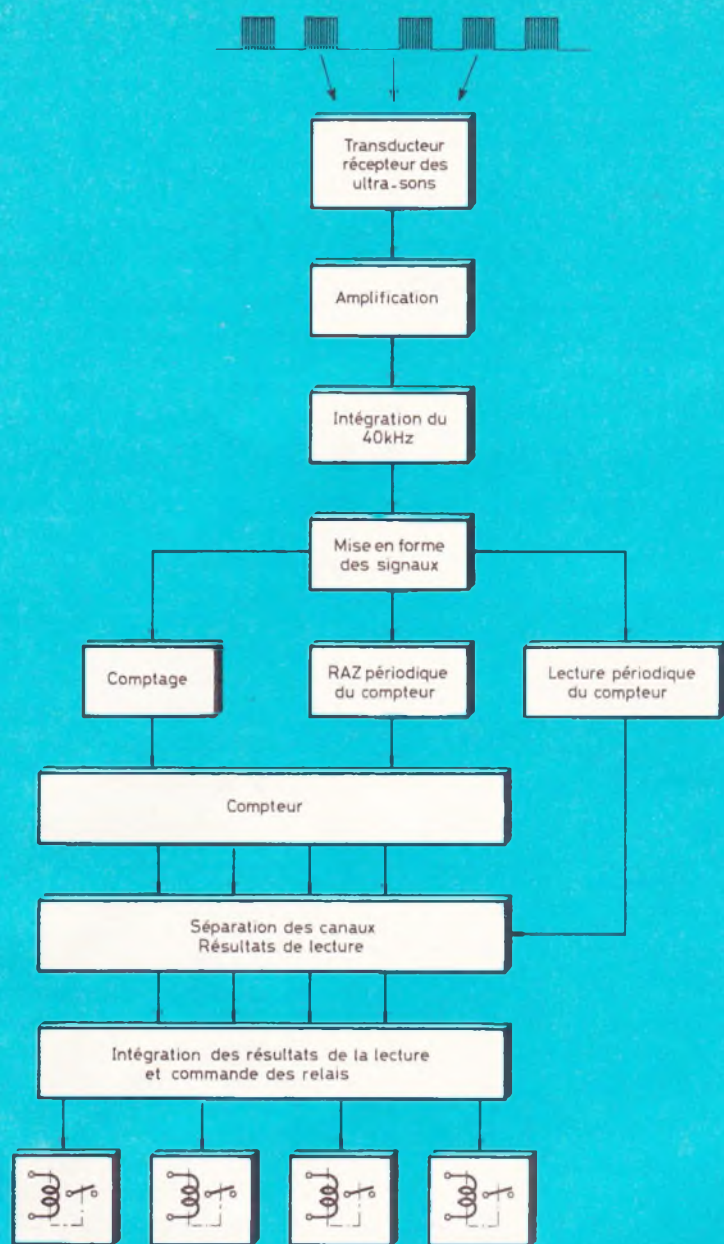 Transducteur
récepteur des
ultra-sons
Amplification
Intégration du
40kHz
Mise en forme
des signaux
Comptage
RAZ périodique
du compteur
Lecture périodique
du compteur
Compteur
Séparation des canaux
Résultats de lecture
Intégration des résultats de la lecture
et commande des relais